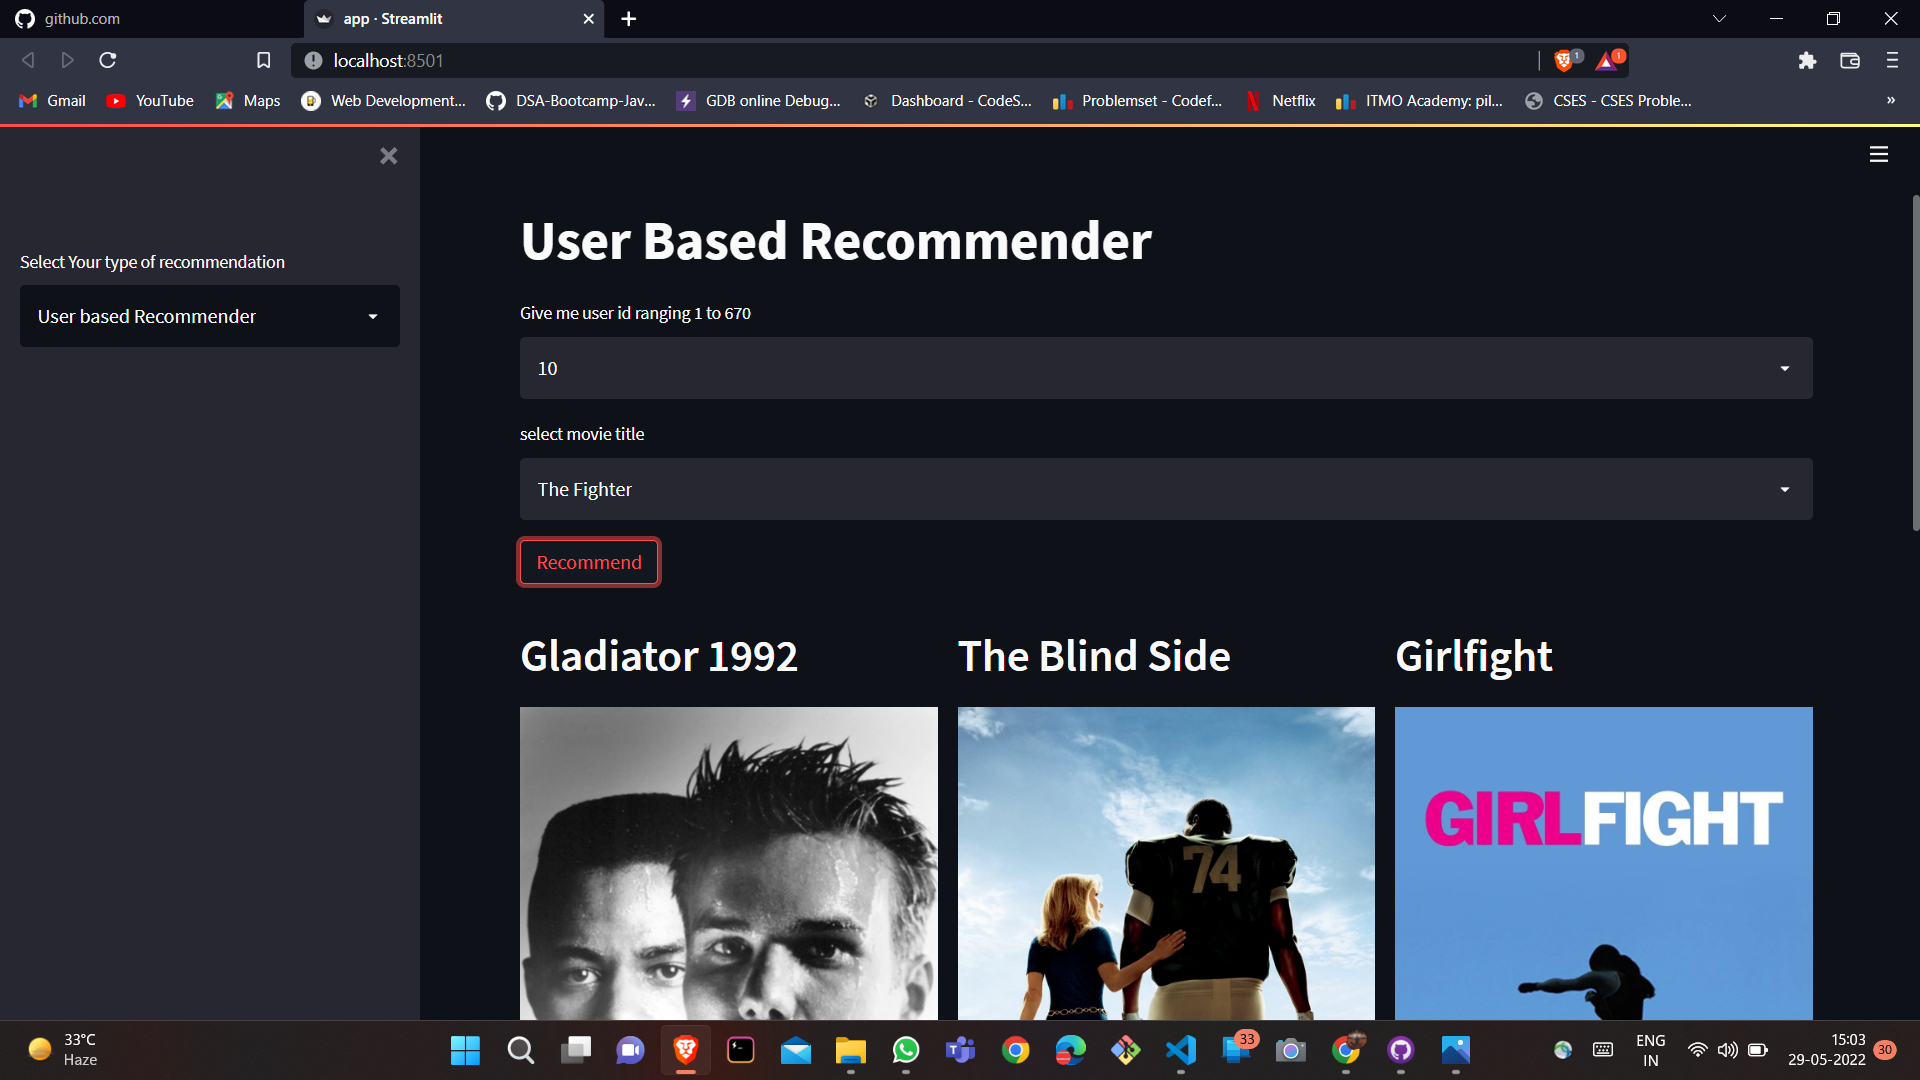 github.com
app · Streamlit
localhost:8501
1
1
Gmail
YouTube
Maps
Web Development...
DSA-Bootcamp-Jav...
GDB online Debug...
Dashboard - CodeS...
Problemset - Codef...
Netflix
ITMO Academy: pil...
CSES - CSES Proble...
»
Select Your type of recommendation
User based Recommender
User Based Recommender
Give me user id ranging 1 to 670
10
select movie title
The Fighter
Recommend
Gladiator 1992
The Blind Side
Girlfight
74
GIRLFIGHT
33°C
Haze
33
ENG
IN
15:03
29-05-2022
30